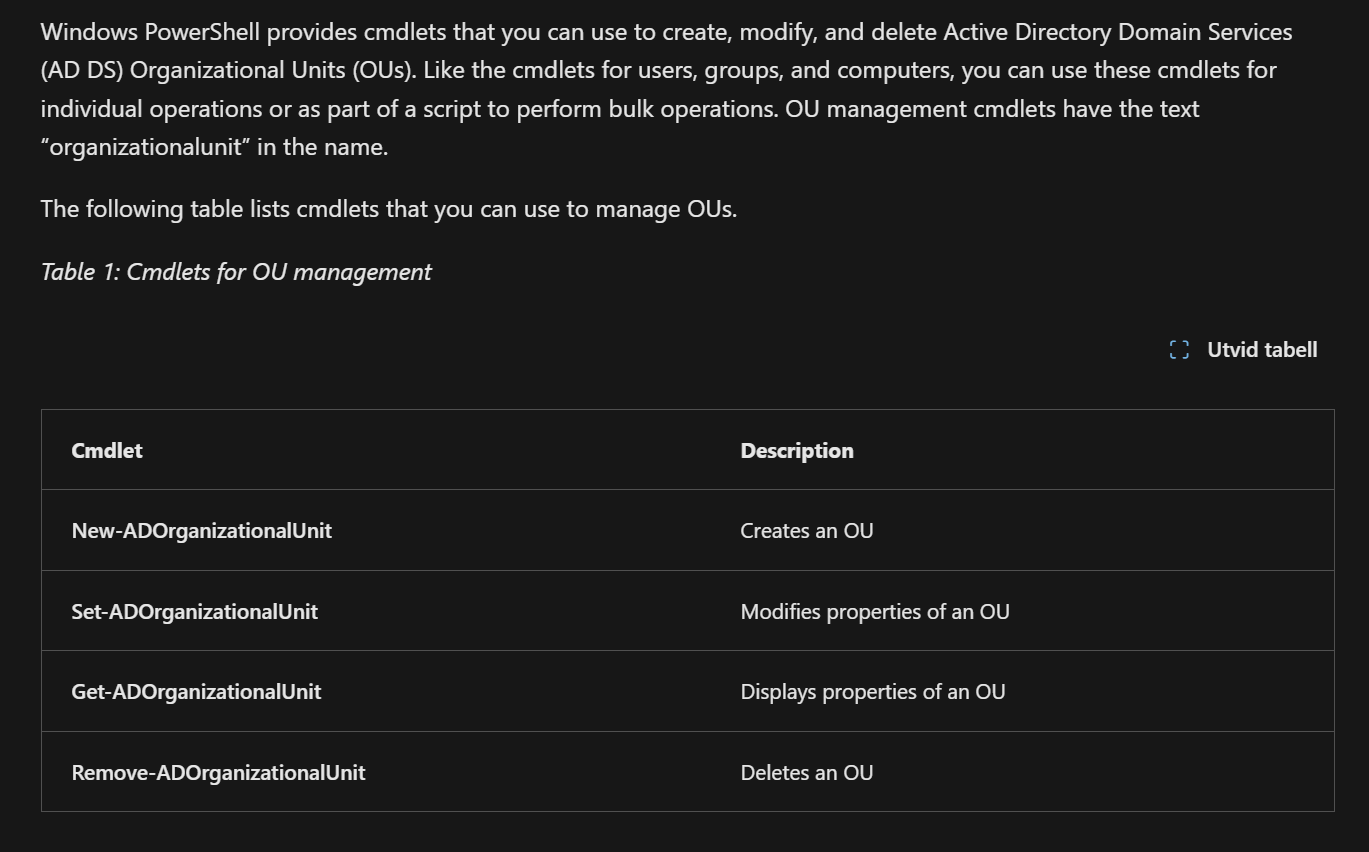 Windows PowerShell provides cmdlets that you can use to create, modify, and delete Active Directory Domain Services
(AD DS) Organizational Units (OUs). Like the cmdlets for users, groups, and computers, you can use these cmdlets for
individual operations or as part of a script to perform bulk operations. OU management cmdlets have the text
“organizationalunit” in the name.
The following table lists cmdlets that you can use to manage OUs.
Table 1: Cmdlets for OU management
Utvid tabell
Cmdlet Description
New-ADOrganizationalUnit Creates an OU
Set-ADOrganizationalUnit Modifies properties of an OU
Get-ADOrganizationalUnit Displays properties of an OU
Remove-ADOrganizationalUnit Deletes an OU